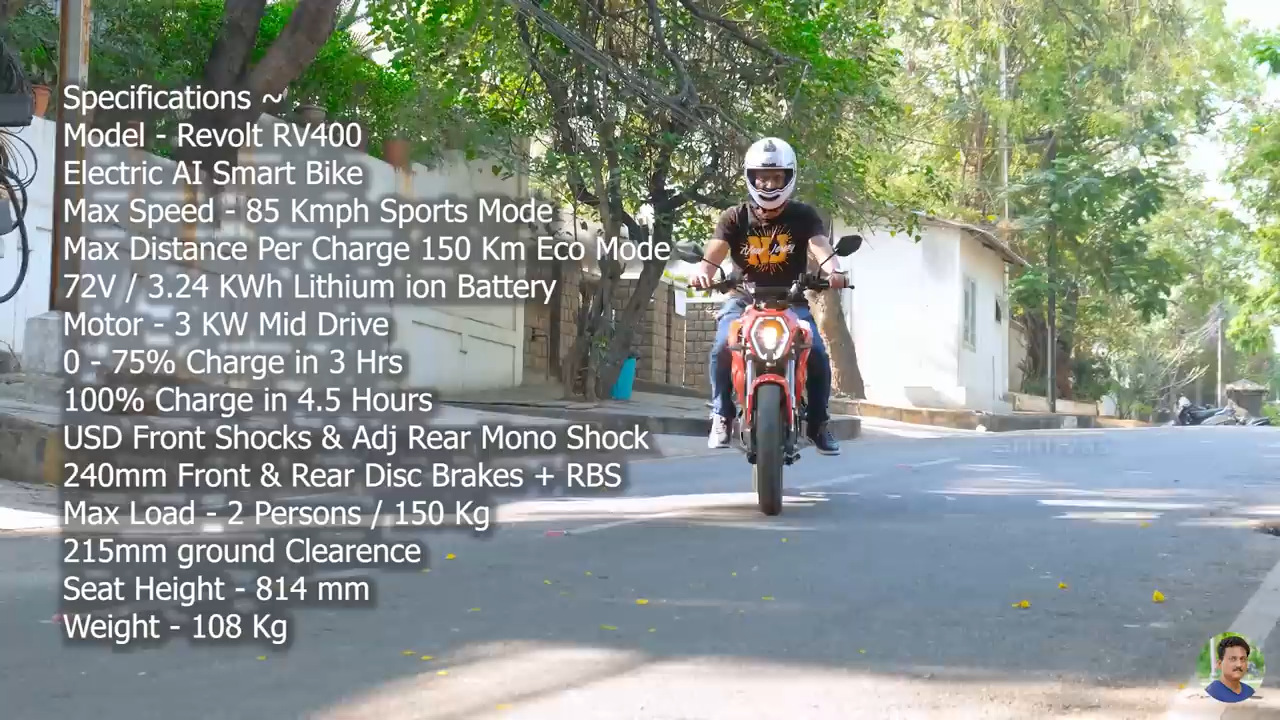 Specifications ~
Model - Revolt RV400
Electric AI Smart Bike
Max Speed - 85 Kmph Sports Mode
Max Distance Per Charge 150 Km Eco Mode
72V / 3.24 KWh Lithium ion Battery
Motor - 3 KW Mid Drive
0 - 75% Charge in 3 Hrs
100% Charge in 4.5 Hours
USD Front Shocks & Adj Rear Mono Shock
240mm Front & Rear Disc Brakes + RBS
Max Load - 2 Persons / 150 Kg
215mm ground Clearence
Seat Height - 814 mm
Weight - 108 Kg
New Jersey
NJ